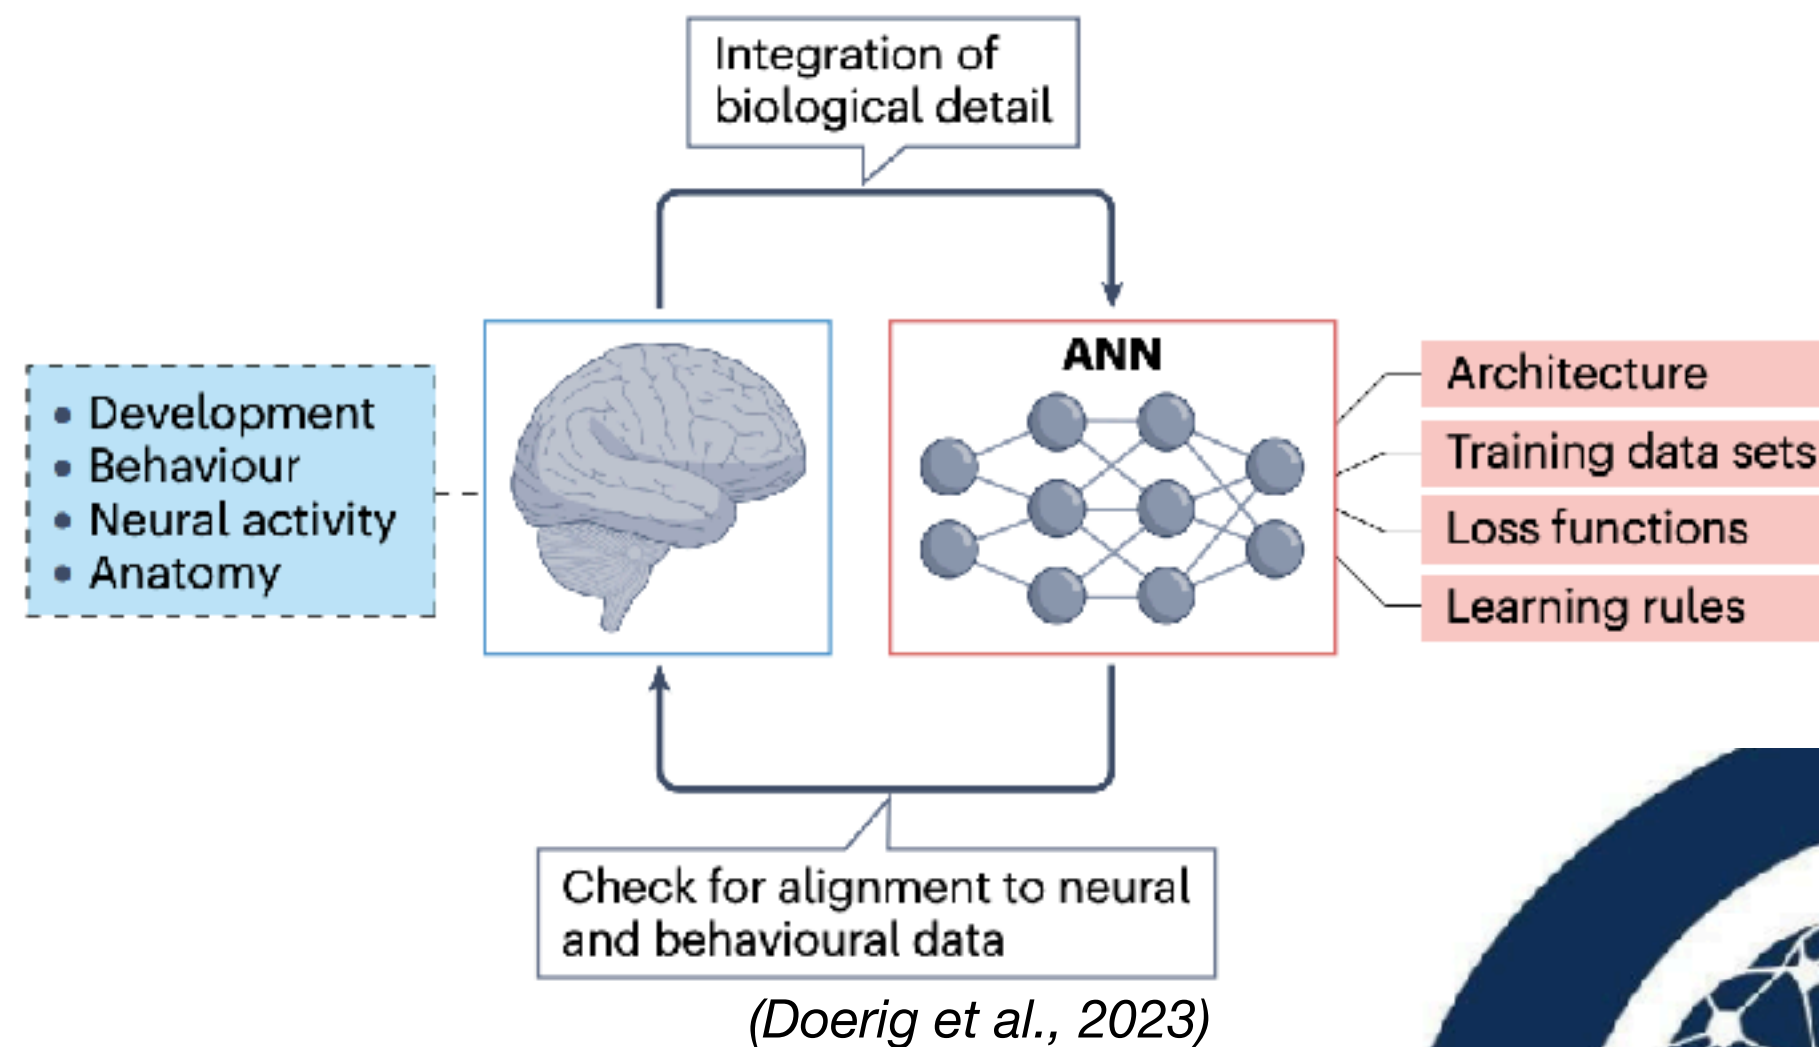 Integration of
biological detail
• Development
• Behaviour
• Neural activity
• Anatomy
ANN
Architecture
Training data sets
Loss functions
Learning rules
Check for alignment to neural
and behavioural data
(Doerig et al., 2023)